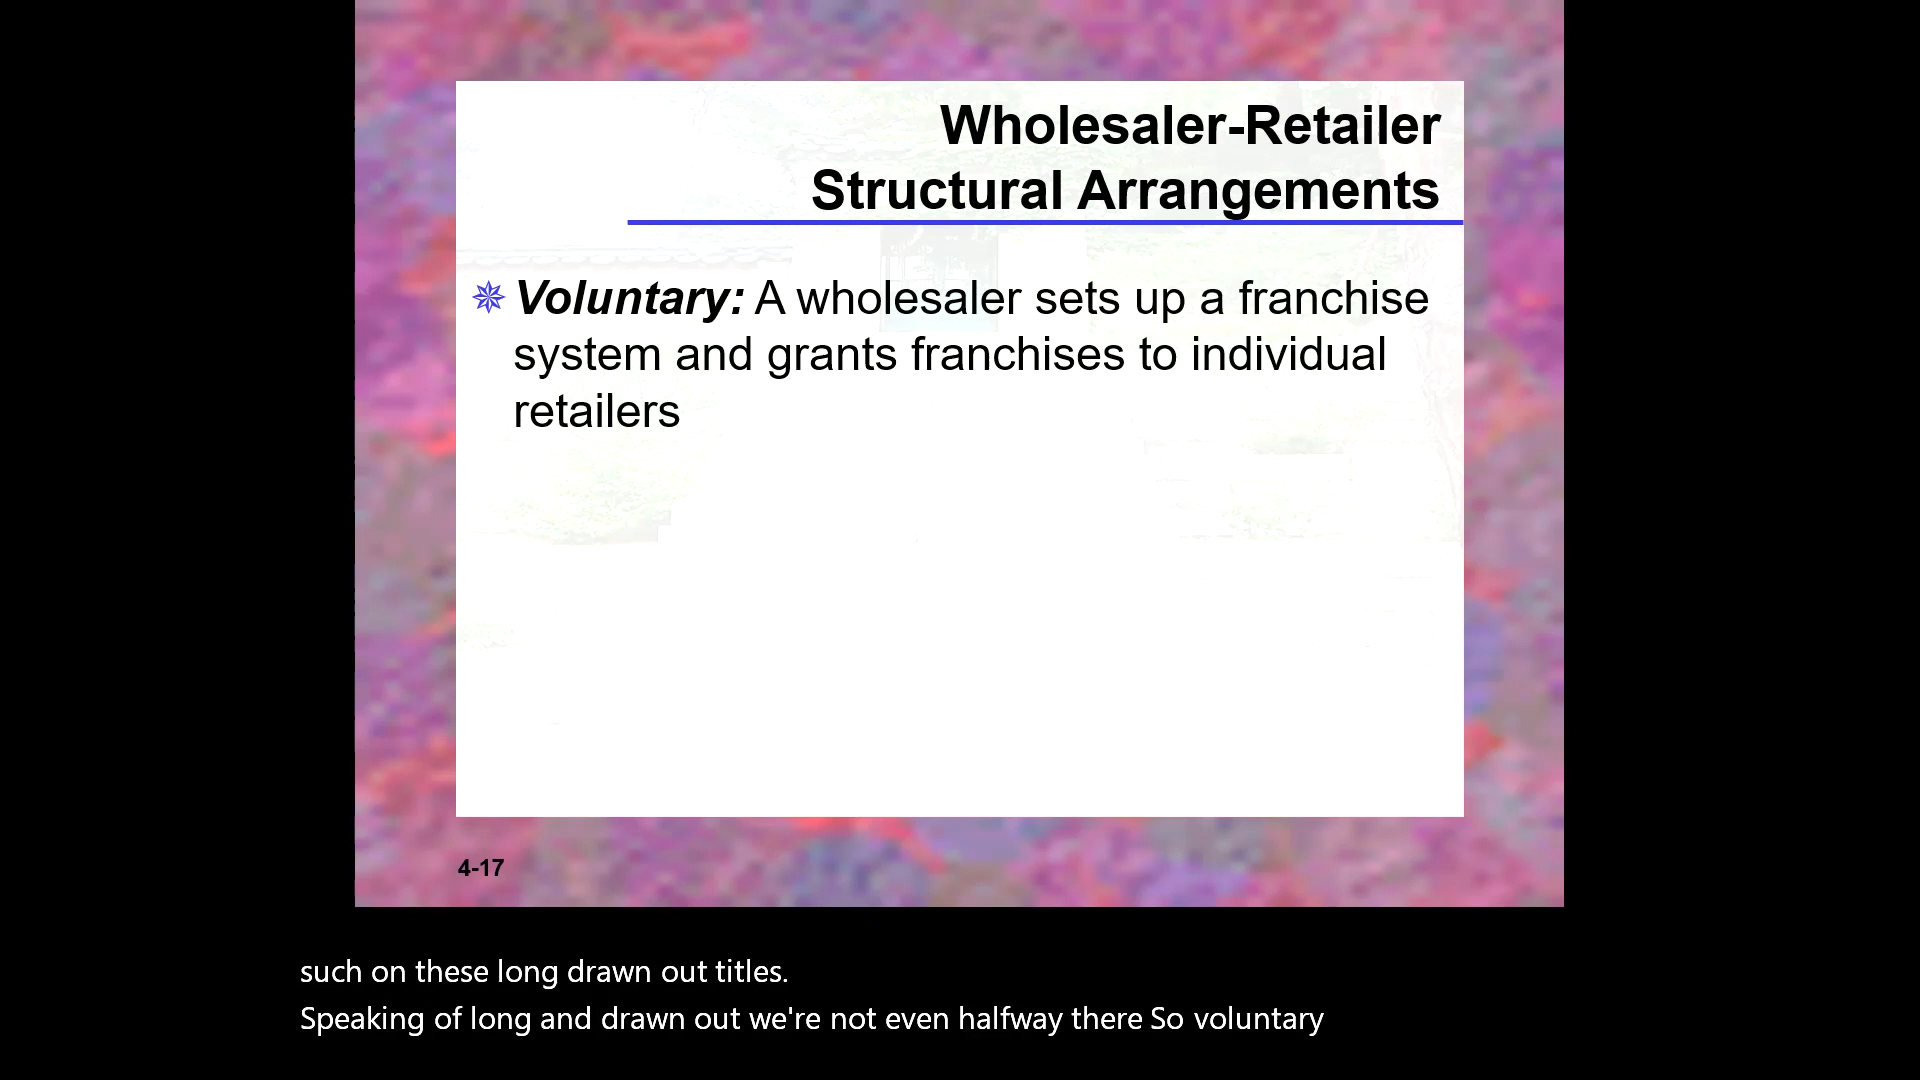 Wholesaler-Retailer
Structural Arrangements
Voluntary: A wholesaler sets up a franchise
system and grants franchises to individual
retailers
4-17
such on these long drawn out titles.
Speaking of long and drawn out we're not even halfway there So voluntary